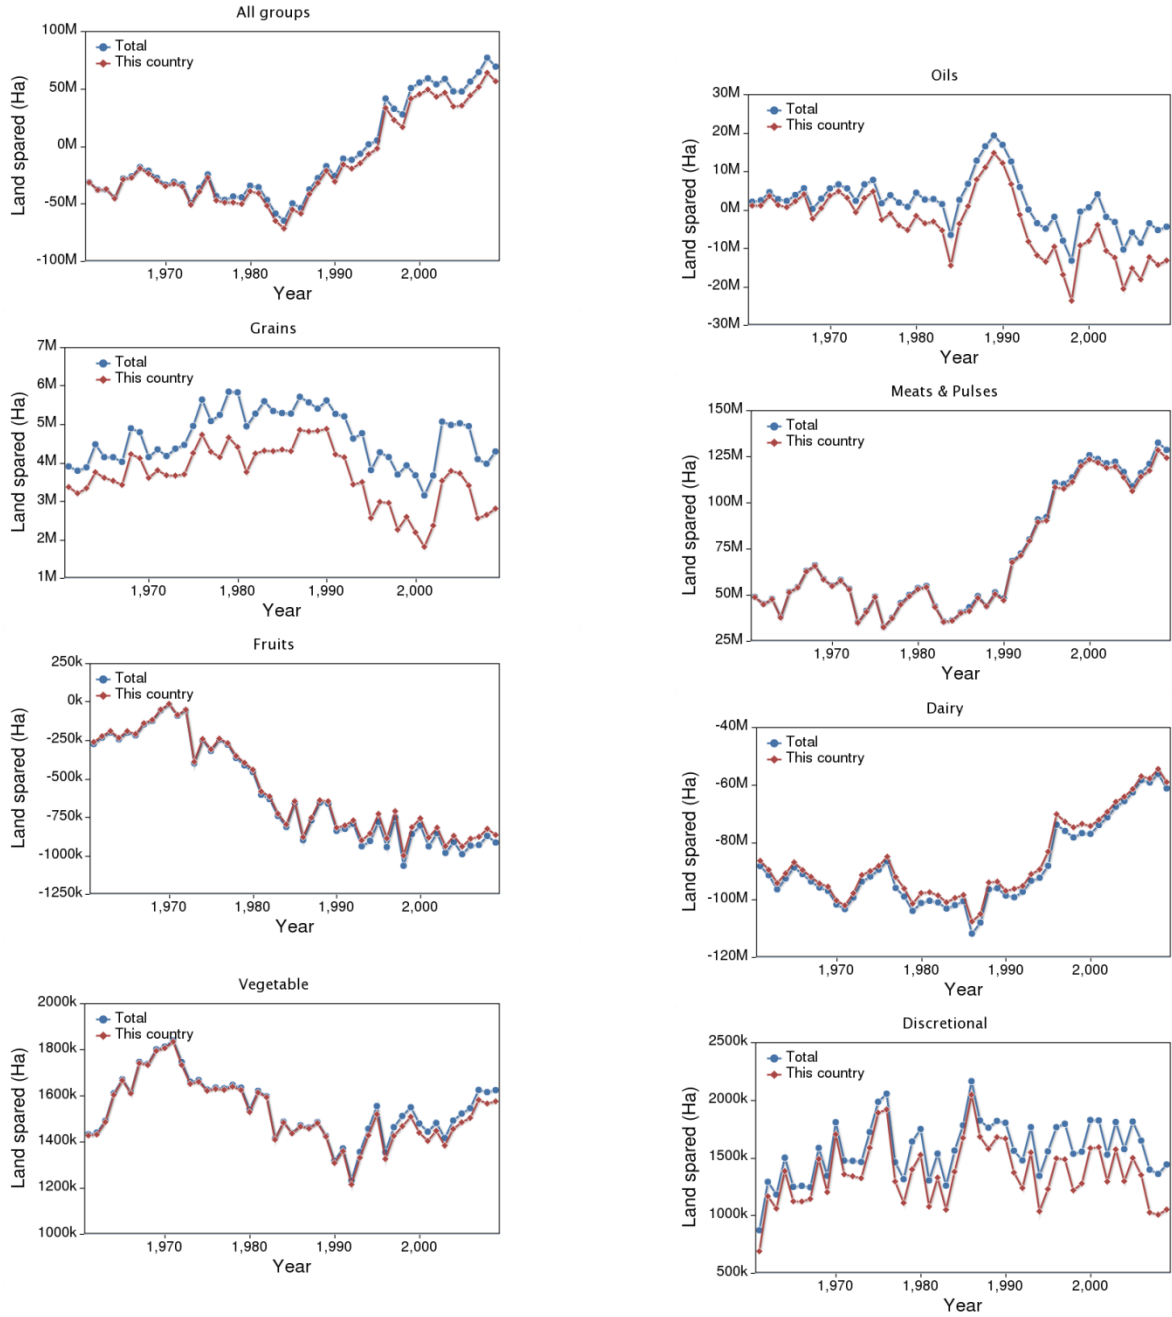 All groups
Total
This country
100M
50M
0M
-50M
-100M
Land spared (Ha)
1,970
1,980
1,990
2,000
Year
Grains
Total
This country
7M
6M
5M
4M
3M
2M
1M
Land spared (Ha)
1,970
1,980
1,990
2,000
Year
Fruits
Total
This country
250k
0k
-250k
-500k
-750k
-1000k
-1250k
Land spared (Ha)
1,970
1,980
1,990
2,000
Year
Vegetable
Total
This country
2000k
1800k
1600k
1400k
1200k
1000k
Land spared (Ha)
1,970
1,980
1,990
2,000
Year
Oils
Total
This country
30M
20M
10M
0M
-10M
-20M
-30M
Land spared (Ha)
1,970
1,980
1,990
2,000
Year
Meats & Pulses
Total
This country
150M
125M
100M
75M
50M
25M
Land spared (Ha)
1,970
1,980
1,990
2,000
Year
Dairy
Total
This country
-40M
-60M
-80M
-100M
-120M
Land spared (Ha)
1,970
1,980
1,990
2,000
Year
Discretional
Total
This country
2500k
2000k
1500k
1000k
500k
Land spared (Ha)
1,970
1,980
1,990
2,000
Year